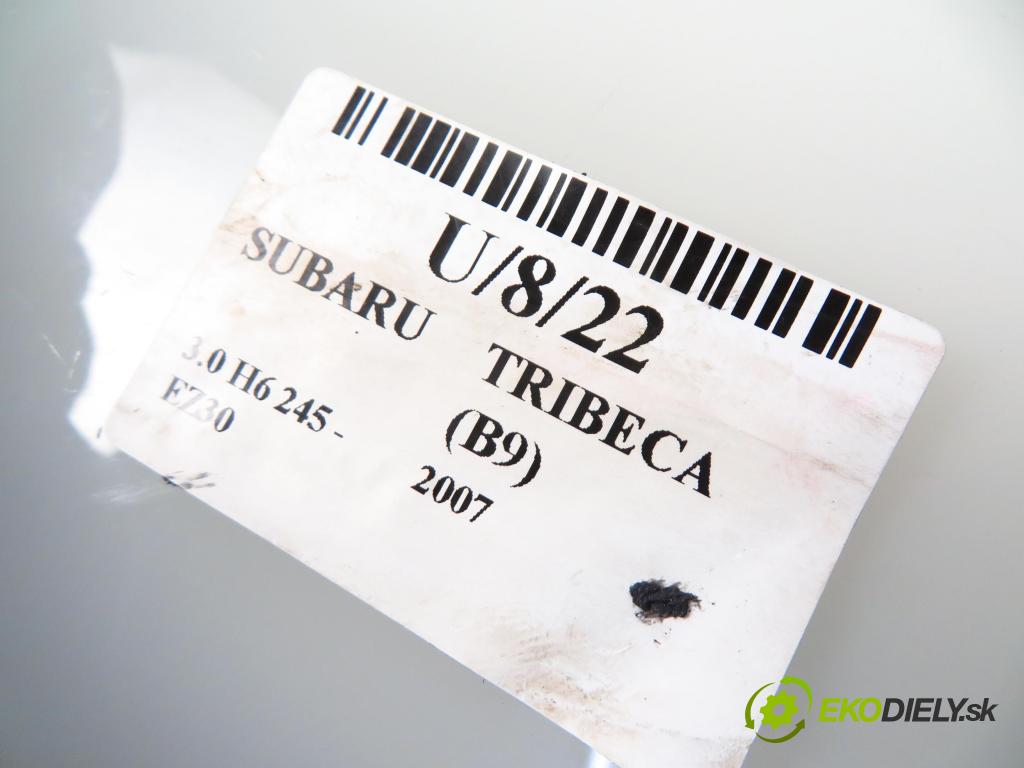 U/8/22
SUBARU TRIBECA
3.0 H6 245 - (B9)
EZ30 2007
EKODIELY.sk